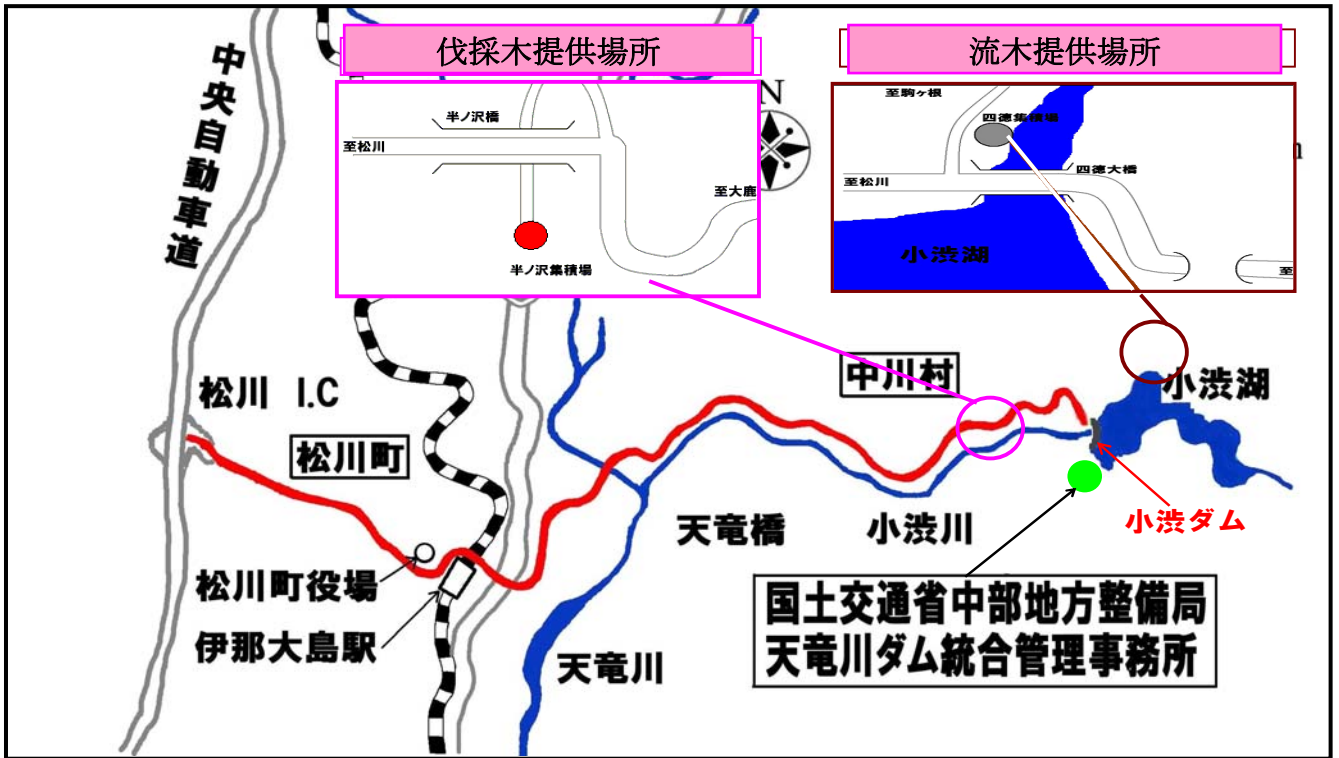 伐採木提供場所
流木提供場所
N
中央自動車道
半ノ沢橋
至松川
至大鹿
半ノ沢集積場
至駒ヶ根
四徳集積場
至松川
四徳大橋
小渋湖
至
松川 I.C
松川町
中川村
小渋湖
小渋ダム
天竜橋
小渋川
松川町役場
伊那大島駅
天竜川
国土交通省中部地方整備局
天竜川ダム統合管理事務所